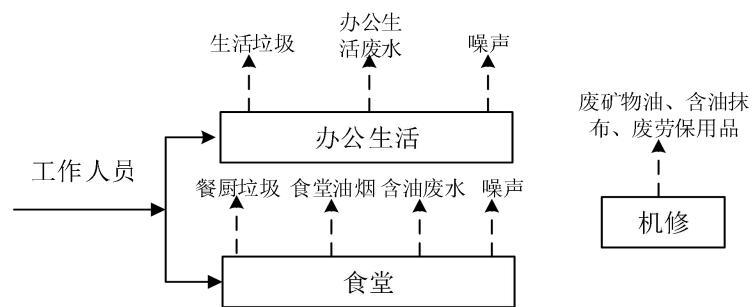 生活垃圾
办公生
活废水
噪声
办公生活
工作人员
餐厨垃圾
食堂油烟
含油废水
噪声
食堂
废矿物油、含油抹
布、废劳保用品
机修